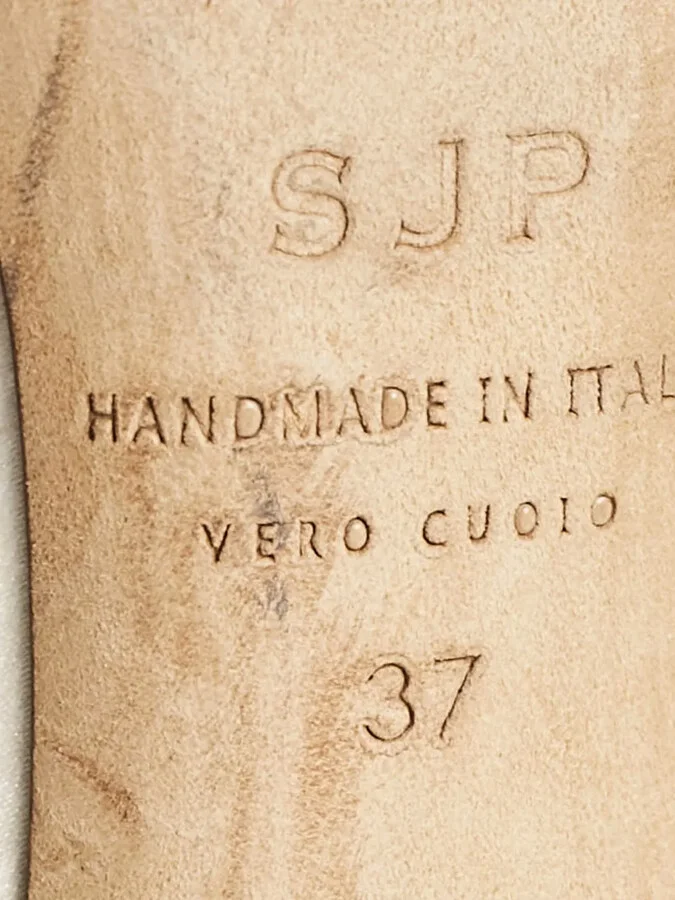 SJP
HANDMADE IN ITAL
VERO CUOIO
37